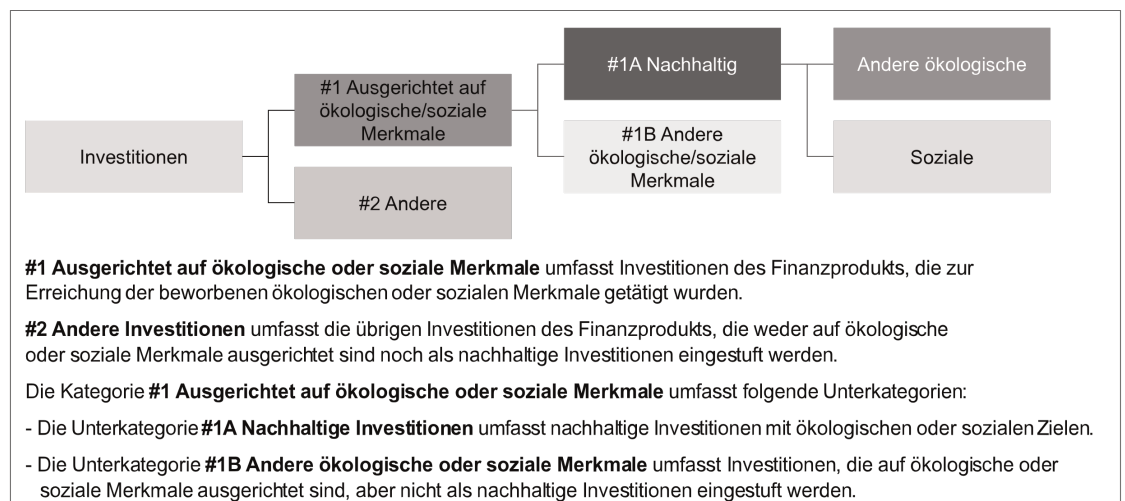 #1A Nachhaltig
Andere ökologische
#1 Ausgerichtet auf
ökologische/soziale
Merkmale
#1B Andere
ökologische/soziale
Merkmale
Investitionen
Soziale
#2 Andere
#1 Ausgerichtet auf ökologische oder soziale Merkmale umfasst Investitionen des Finanzprodukts, die zur
Erreichung der beworbenen ökologischen oder sozialen Merkmale getätigt wurden.
#2 Andere Investitionen umfasst die übrigen Investitionen des Finanzprodukts, die weder auf ökologische
oder soziale Merkmale ausgerichtet sind noch als nachhaltige Investitionen eingestuft werden.
Die Kategorie #1 Ausgerichtet auf ökologische oder soziale Merkmale umfasst folgende Unterkategorien:
- Die Unterkategorie #1A Nachhaltige Investitionen umfasst nachhaltige Investitionen mit ökologischen oder sozialen Zielen.
- Die Unterkategorie #1B Andere ökologische oder soziale Merkmale umfasst Investitionen, die auf ökologische oder
soziale Merkmale ausgerichtet sind, aber nicht als nachhaltige Investitionen eingestuft werden.